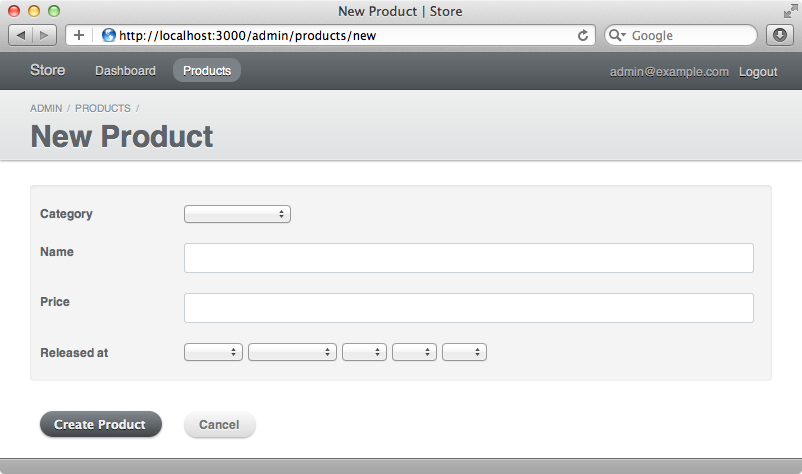 New Product | Store
http://localhost:3000/admin/products/new
Google
Store Dashboard Products admin@example.com Logout
ADMIN / PRODUCTS /
New Product
Category
Name
Price
Released at
Create Product Cancel